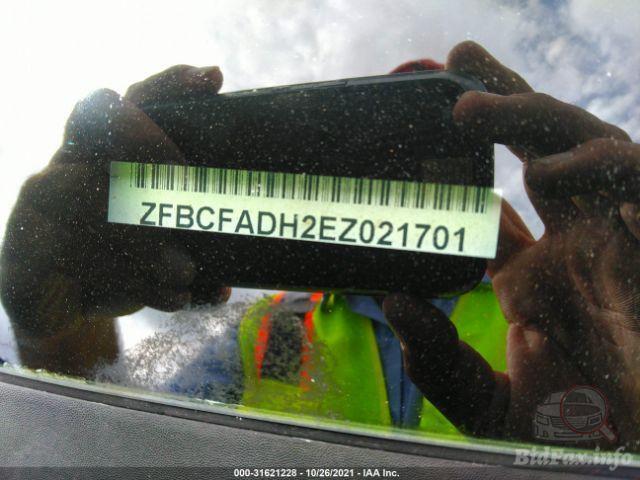 ZFBCFADH2EZ021701
000-31621228 - 10/26/2021 - IAA Inc.
BidFax.info